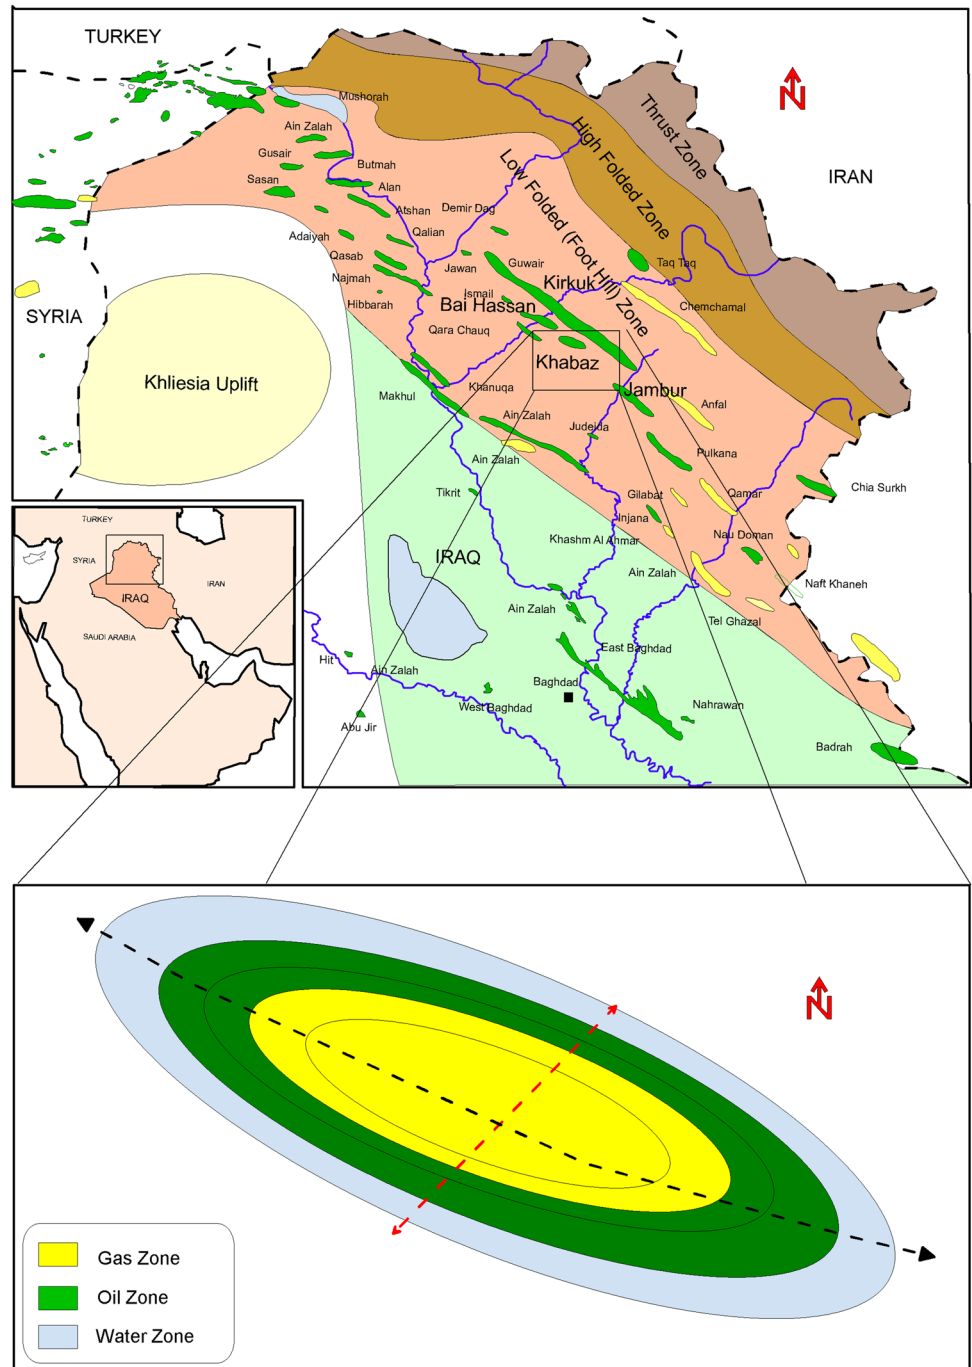 TURKEY
N
Mushorah
Thrust Zone
High Folded Zone
Low Folded (Foot Hill) Zone
IRAN
Ain Zalah
Gusair
Butmah
Sasan
Alan
Atshan
Demir Dag
Adaiyah
Qalian
Qasab
Jawan
Guwair
Taq Taq
Najmah
Kirkuk
Ismail
Hibbarah
Bai Hassan
Chemchamal
SYRIA
Qara Chauq
Khabaz
Khliesia Uplift
Makhul
Khanuqa
Jambur
Anfal
Ain Zalah
Judeida
Ain Zalah
Pulkana
Tikrit
Gilabat
Qamar
Chia Surkh
Injana
Nau Doman
Khashm Al Ahmar
IRAQ
Ain Zalah
Naft Khaneh
Ain Zalah
Tel Ghazal
East Baghdad
Hit
Ain Zalah
Baghdad
West Baghdad
Nahrawan
Abu Jir
Badrah
TURKEY
SYRIA
IRAN
IRAQ
SAUDI ARABIA
N
Gas Zone
Oil Zone
Water Zone